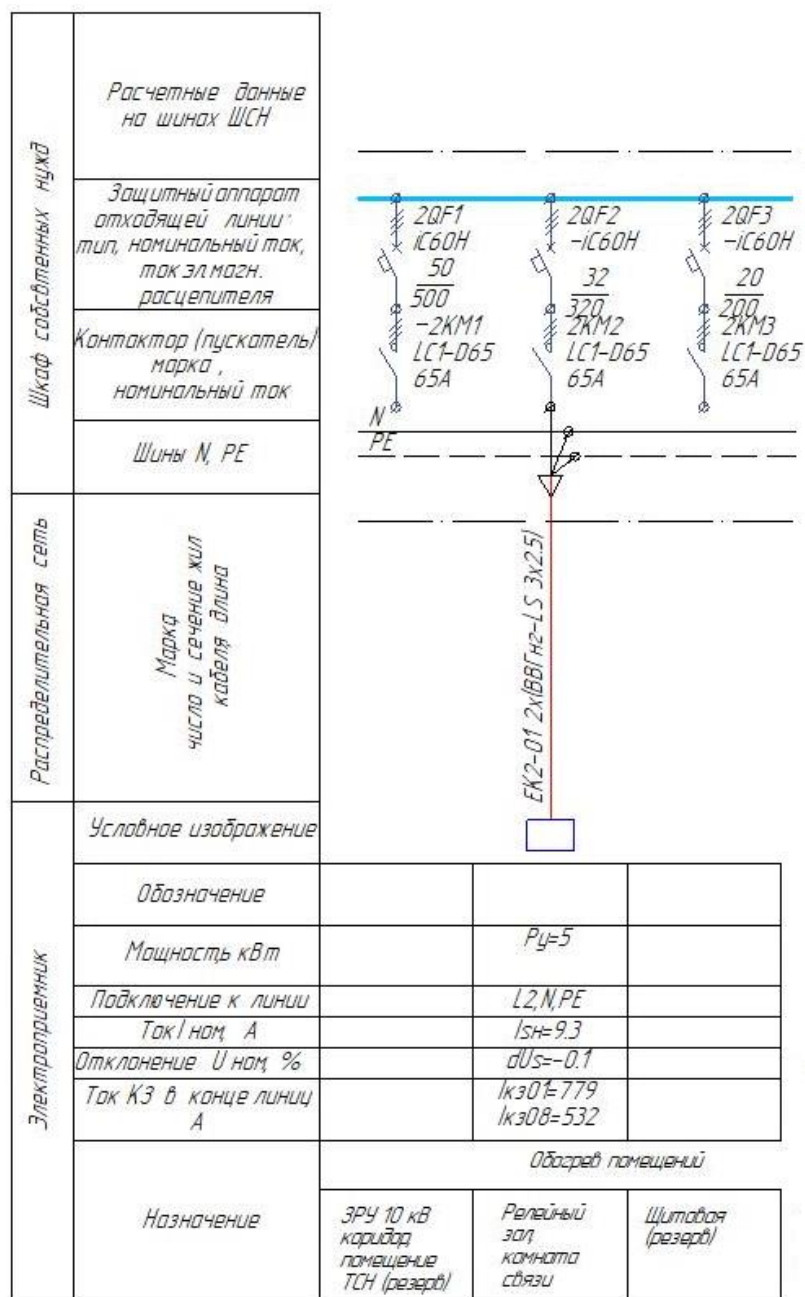 Шкаф собсвтенных нужд
Расчетные данные
на шинах ШСН
Защитный аппарат
отходящей линии
тип, номинальный ток,
ток эл.магн.
расцепителя
2QF1
iC60H
50
500
2QF2
-iC60H
32
320
2QF3
-iC60H
20
200
Контактор (пускатель)
марка ,
номинальный ток
-2KM1
LC1-D65
65A
2KM2
LC1-D65
65A
2KM3
LC1-D65
65A
Шины N, PE
N
PE
Распределительная сеть
Марка
число и сечение жил
кабеля, длина
EK2-01 2х(ВВГнг-LS 3x2.5)
Электроприемник
Условное изображение
Обозначение
Мощность, кВт
Ру=5
Подключение к линии
L2,N,PE
Ток I ном, А
Isн=9.3
Отклонение U ном, %
dUs=-0.1
Ток КЗ в конце линии
А
Iкз01=779
Iкз0в=532
Назначение
Обогрев помещений
ЗРУ 10 кВ
коридор,
помещение
ТСН (резерв)
Релейный
зал,
комната
связи
Щитовая
(резерв)